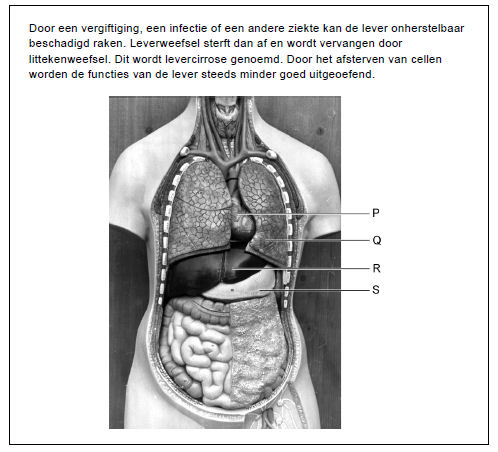 Door een vergiftiging, een infectie of een andere ziekte kan de lever onherstelbaar
beschadigd raken. Leverweefsel sterft dan af en wordt vervangen door
littekenweefsel. Dit wordt levercirrose genoemd. Door het afsterven van cellen
worden de functies van de lever steeds minder goed uitgeoefend.
P
Q
R
S